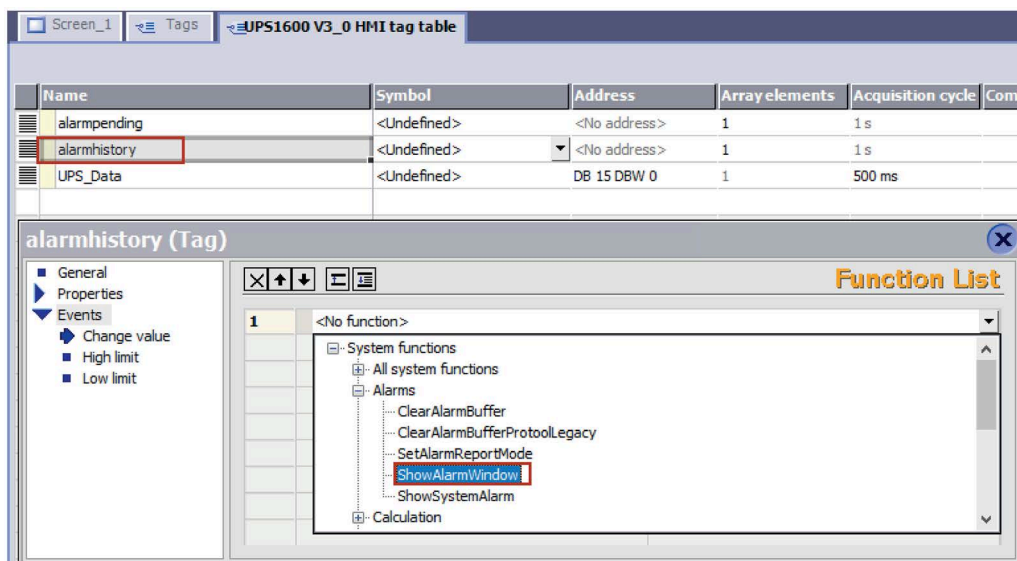 Screen_1 Tags UPS1600 V3_0 HMI tag table
Name Symbol Address Array elements Acquisition cycle Com
alarmpending <Undefined> <No address> 1 1 s
alarmhistory <Undefined> <No address> 1 1 s
UPS_Data <Undefined> DB 15 DBW 0 1 500 ms
alarmhistory (Tag)
General
Properties
Events
Change value
High limit
Low limit
Function List
1 <No function>
System functions
All system functions
Alarms
ClearAlarmBuffer
ClearAlarmBufferProtoolLegacy
SetAlarmReportMode
ShowAlarmWindow
ShowSystemAlarm
Calculation